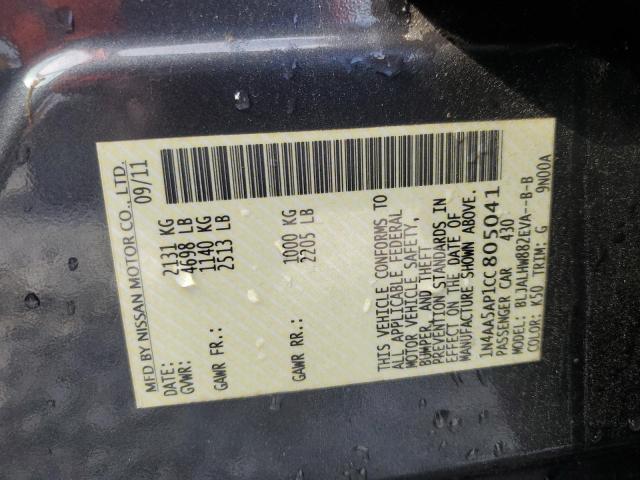 MFD BY NISSAN MOTOR CO., LTD.
DATE: 09/11
GVWR: 2131 KG
4698 LB
GAWR FR.: 1140 KG
2513 LB
GAWR RR.: 1000 KG
2205 LB
THIS VEHICLE CONFORMS TO
ALL APPLICABLE FEDERAL
MOTOR VEHICLE SAFETY,
BUMPER, AND THEFT
PREVENTION STANDARDS IN
EFFECT ON THE DATE OF
MANUFACTURE SHOWN ABOVE.
1N4AA5AP1CC805041
PASSENGER CAR 430
MODEL: BLJALHW882EVA--B-B
COLOR: K50 TRIM: G 9N00A